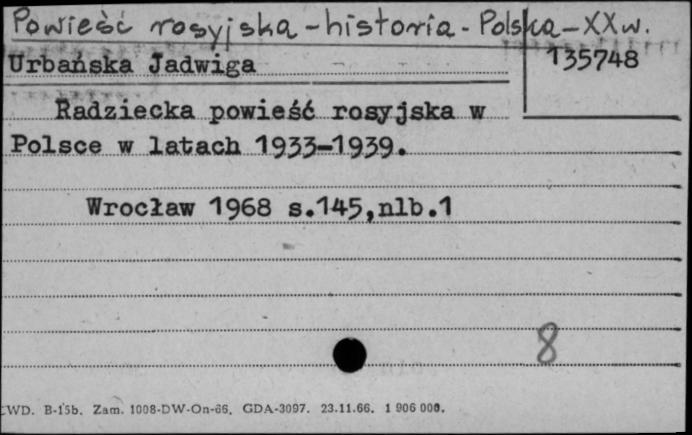 Powieść rosyjska - historia - Polska - XX w.
Urbańska Jadwiga
135748
Radziecka powieść rosyjska w
Polsce w latach 1933-1939.
Wrocław 1968 s.145,nlb.1
8
CWD. B-15b. Zam. 1008-DW-On-66. GDA-3097. 23.11.66. 1 906 000.